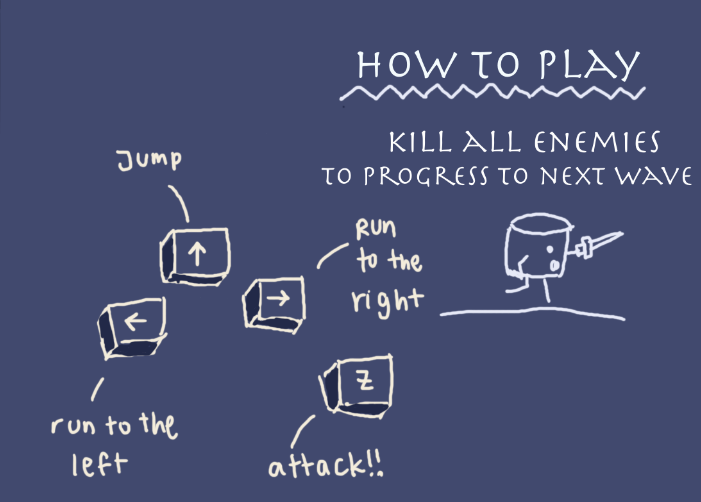 HOW TO PLAY
KILL ALL ENEMIES
TO PROGRESS TO NEXT WAVE
Jump
↑
Run
to the
right
→
←
run to the
left
Z
attack!!